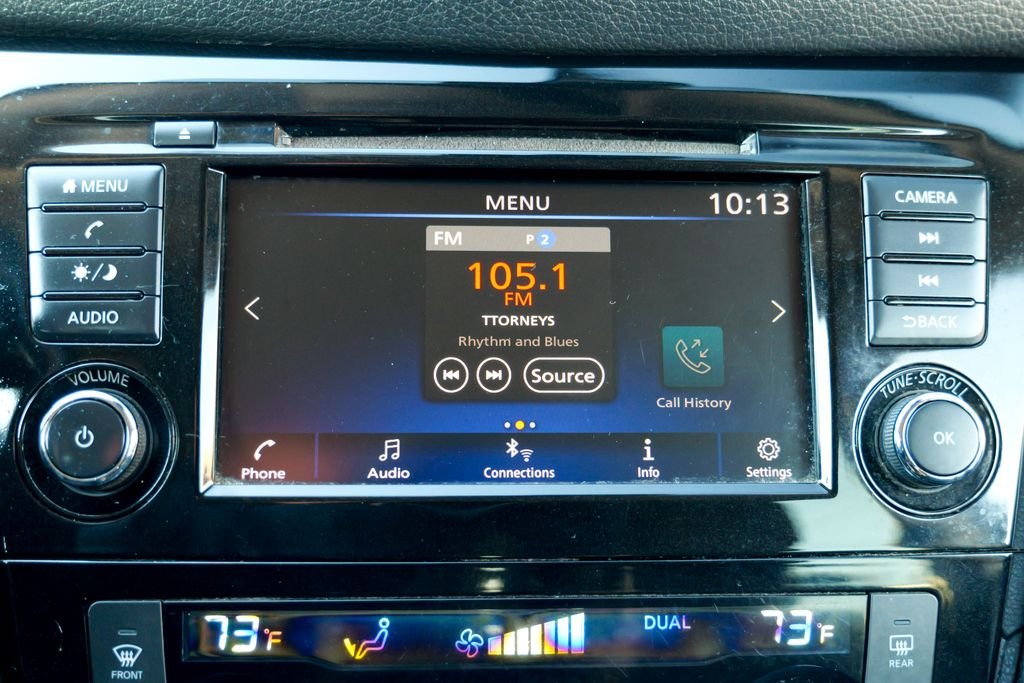 MENU
AUDIO
VOLUME
MENU 10:13
FM P 2
105.1
FM
TTORNEYS
Rhythm and Blues
Source
Call History
Phone Audio Connections Info Settings
CAMERA
BACK
TUNE·SCROLL
OK
FRONT
73°F DUAL 73°F
REAR